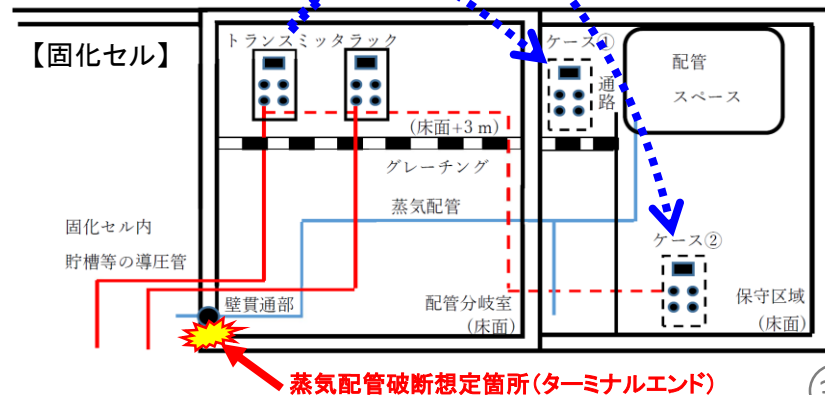 【固化セル】
トランスミッタラック
ケース①
通路
配管
スペース
(床面+3 m)
グレーチング
蒸気配管
固化セル内
貯槽等の導圧管
ケース②
壁貫通部
配管分岐室
(床面)
保守区域
(床面)
蒸気配管破断想定箇所(ターミナルエンド)